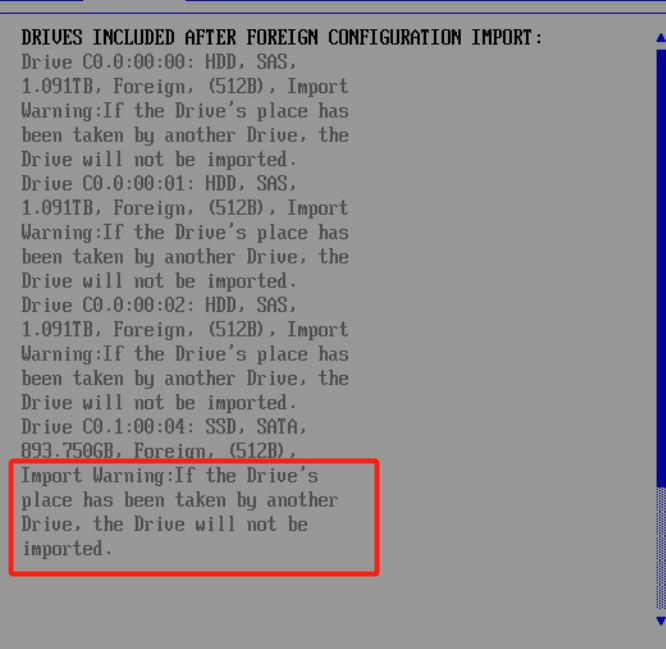 DRIVES INCLUDED AFTER FOREIGN CONFIGURATION IMPORT:
Drive C0.0:00:00: HDD, SAS,
1.091TB, Foreign, (512B), Import
Warning:If the Drive's place has
been taken by another Drive, the
Drive will not be imported.
Drive C0.0:00:01: HDD, SAS,
1.091TB, Foreign, (512B), Import
Warning:If the Drive's place has
been taken by another Drive, the
Drive will not be imported.
Drive C0.0:00:02: HDD, SAS,
1.091TB, Foreign, (512B), Import
Warning:If the Drive's place has
been taken by another Drive, the
Drive will not be imported.
Drive C0.1:00:04: SSD, SATA,
893.750GB, Foreign, (512B),
Import Warning:If the Drive's
place has been taken by another
Drive, the Drive will not be
imported.